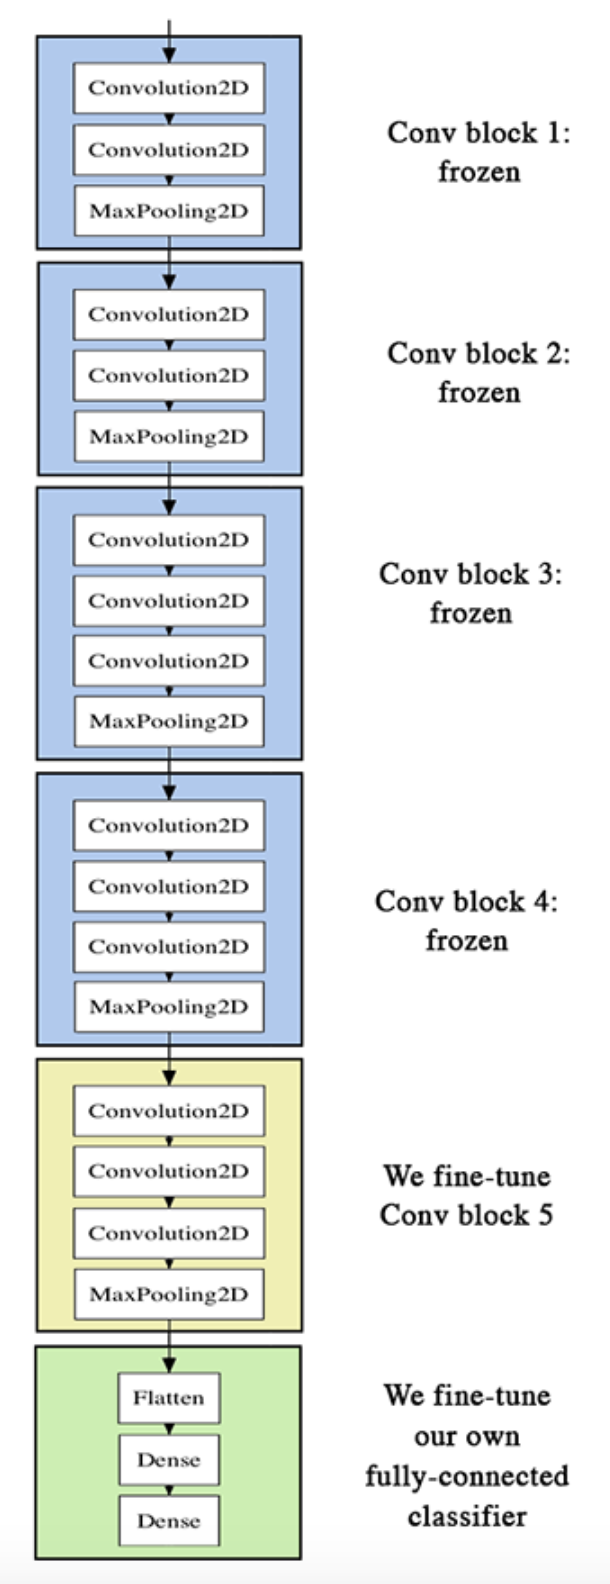 Convolution2D
Convolution2D
MaxPooling2D
Conv block 1:
frozen
Convolution2D
Convolution2D
MaxPooling2D
Conv block 2:
frozen
Convolution2D
Convolution2D
Convolution2D
MaxPooling2D
Conv block 3:
frozen
Convolution2D
Convolution2D
Convolution2D
MaxPooling2D
Conv block 4:
frozen
Convolution2D
Convolution2D
Convolution2D
MaxPooling2D
We fine-tune
Conv block 5
Flatten
Dense
Dense
We fine-tune
our own
fully-connected
classifier